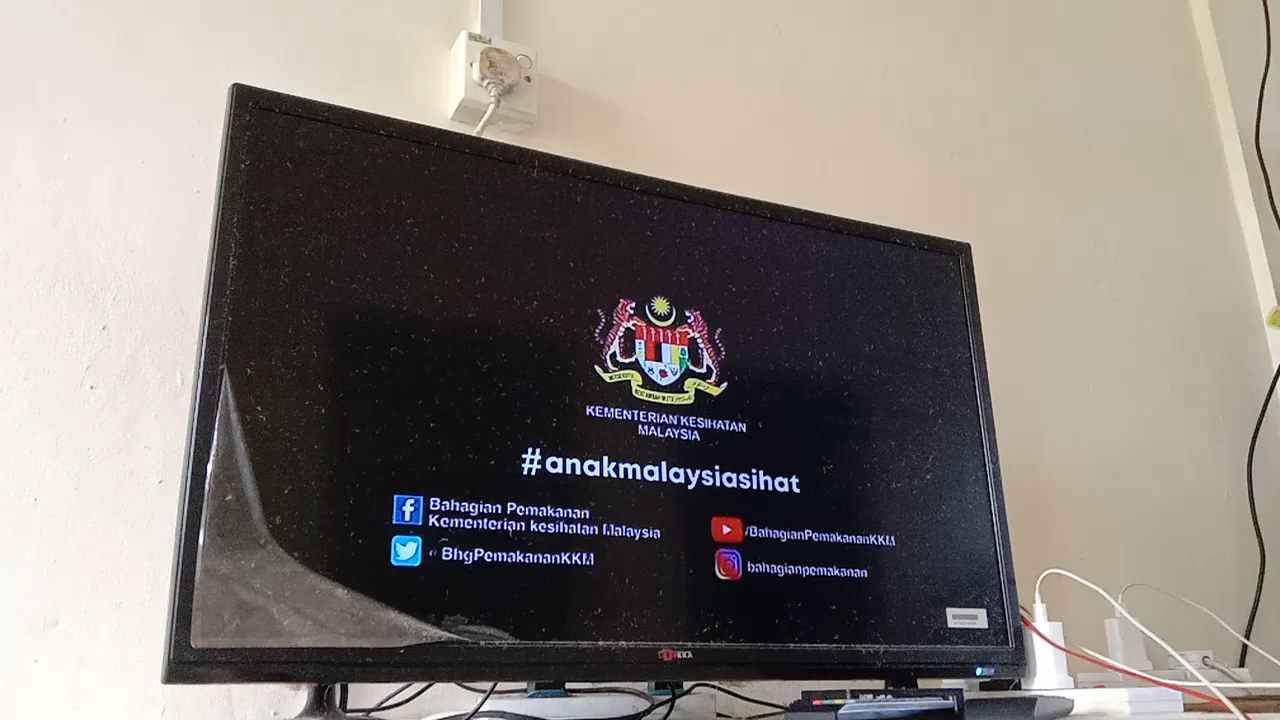 KEMENTERIAN KESIHATAN
MALAYSIA
#anakmalaysiasihat
Bahagian Pemakanan
Kementerian kesihatan Malaysia
BhgPemakananKKM
/BahagianPemakananKKM
bahagianpemakanan